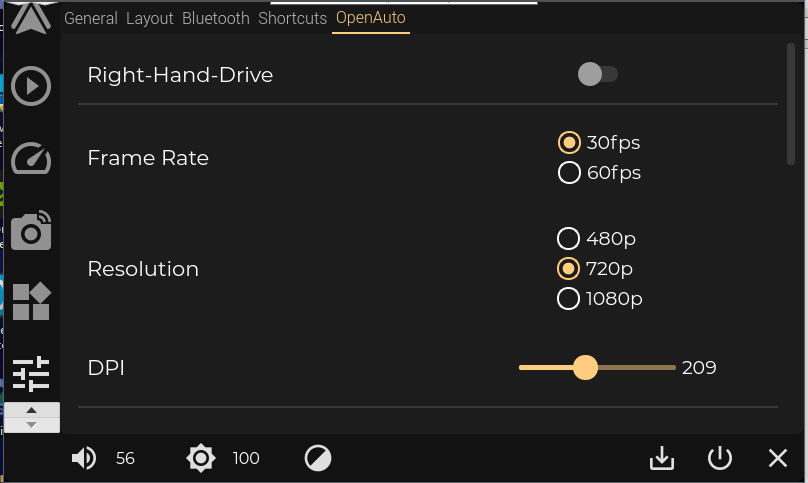 General Layout Bluetooth Shortcuts OpenAuto
Right-Hand-Drive
Frame Rate
30fps
60fps
Resolution
480p
720p
1080p
DPI
209
56
100